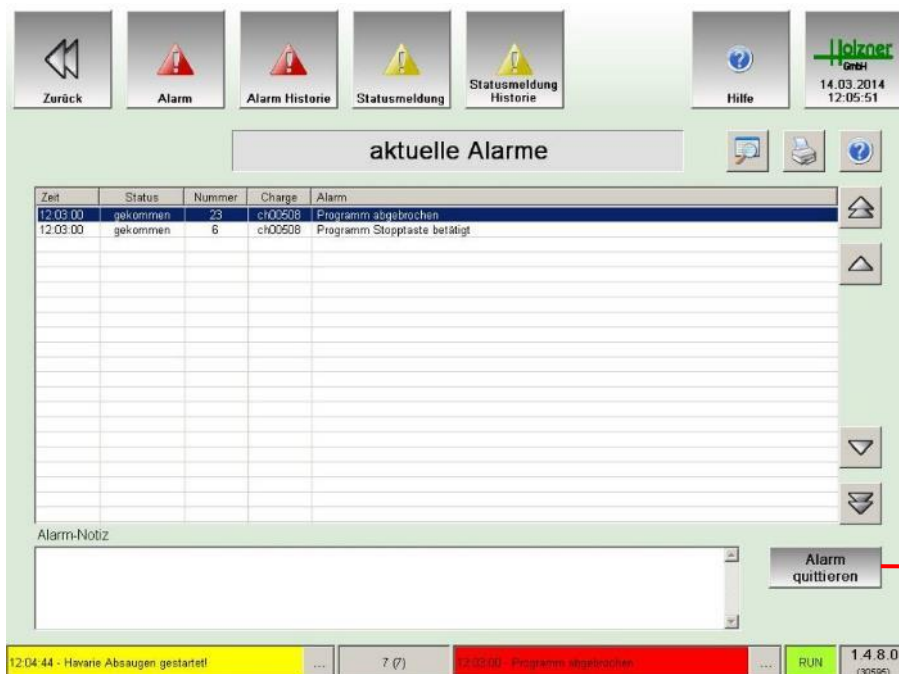 Zurück
Alarm
Alarm Historie
Statusmeldung
Statusmeldung
Historie
Hilfe
Holzner
GmbH
14.03.2014
12:05:51
aktuelle Alarme
Zeit Status Nummer Charge Alarm
12:03:00 gekommen 23 ch00508 Programm abgebrochen
12:03:00 gekommen 6 ch00508 Programm Stopptaste betätigt
Alarm-Notiz
Alarm
quittieren
12:04:44 - Havarie Absaugen gestartet! ... 7 (7) 12:03:00 - Programm abgebrochen ... RUN 1.4.8.0
(30595)